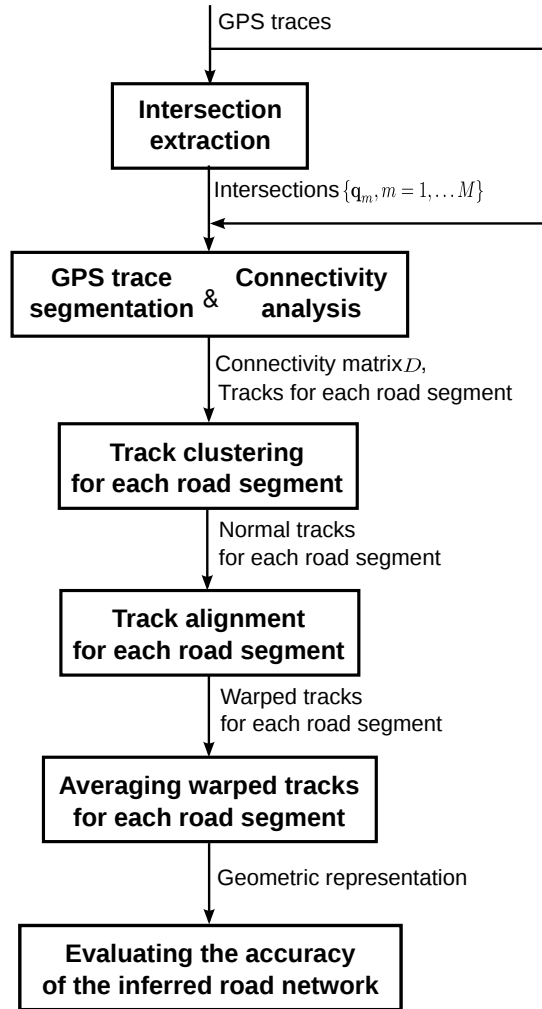 GPS traces
Intersection
extraction
Intersections {q_m, m = 1, … M}
GPS trace
segmentation
&
Connectivity
analysis
Connectivity matrix D,
Tracks for each road segment
Track clustering
for each road segment
Normal tracks
for each road segment
Track alignment
for each road segment
Warped tracks
for each road segment
Averaging warped tracks
for each road segment
Geometric representation
Evaluating the accuracy
of the inferred road network